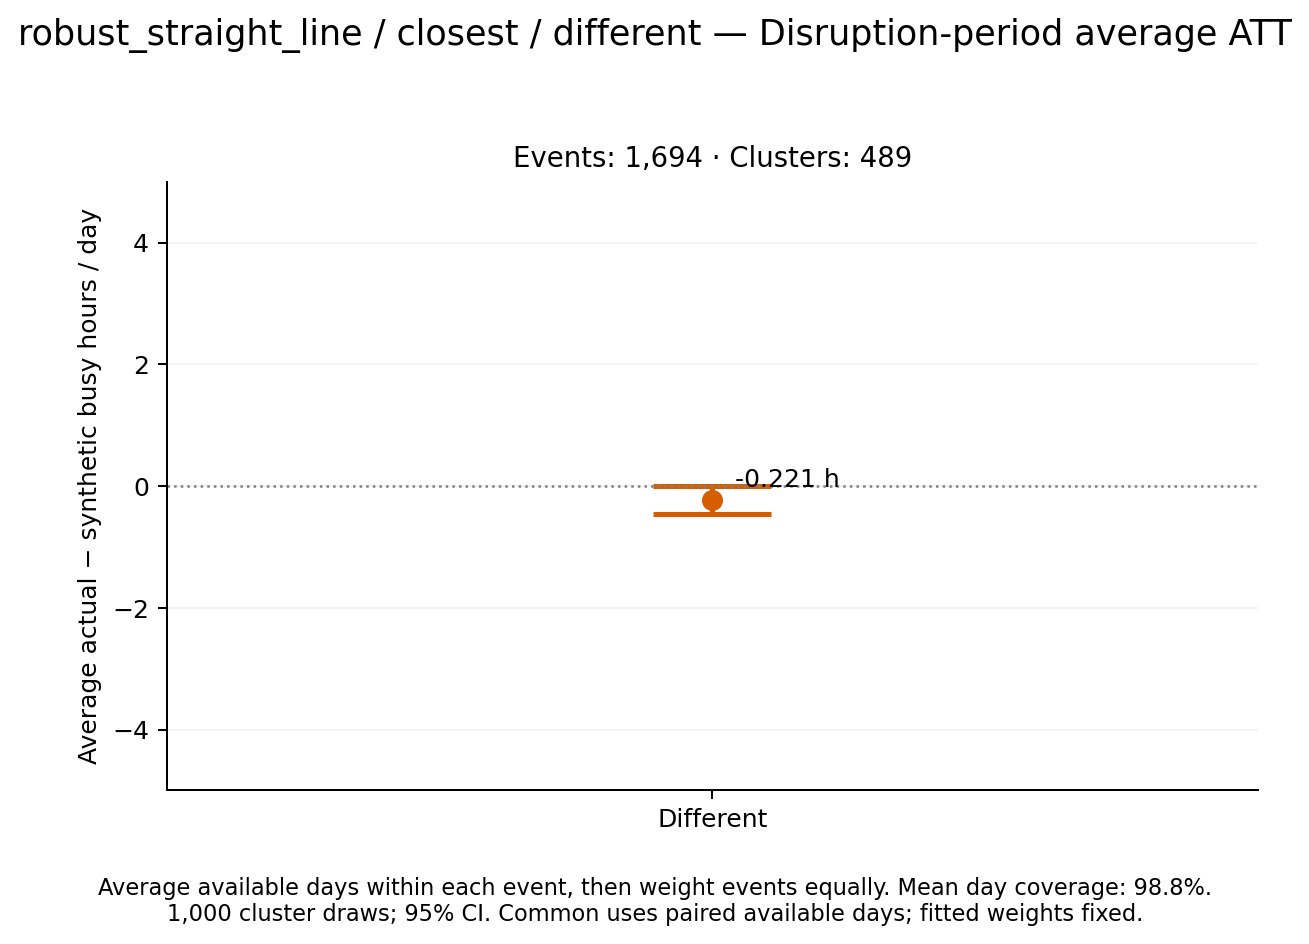 robust_straight_line / closest / different — Disruption-period average ATT
Events: 1,694 · Clusters: 489
Average actual − synthetic busy hours / day
4
2
0
−2
−4
-0.221 h
Different
Average available days within each event, then weight events equally. Mean day coverage: 98.8%.
1,000 cluster draws; 95% CI. Common uses paired available days; fitted weights fixed.